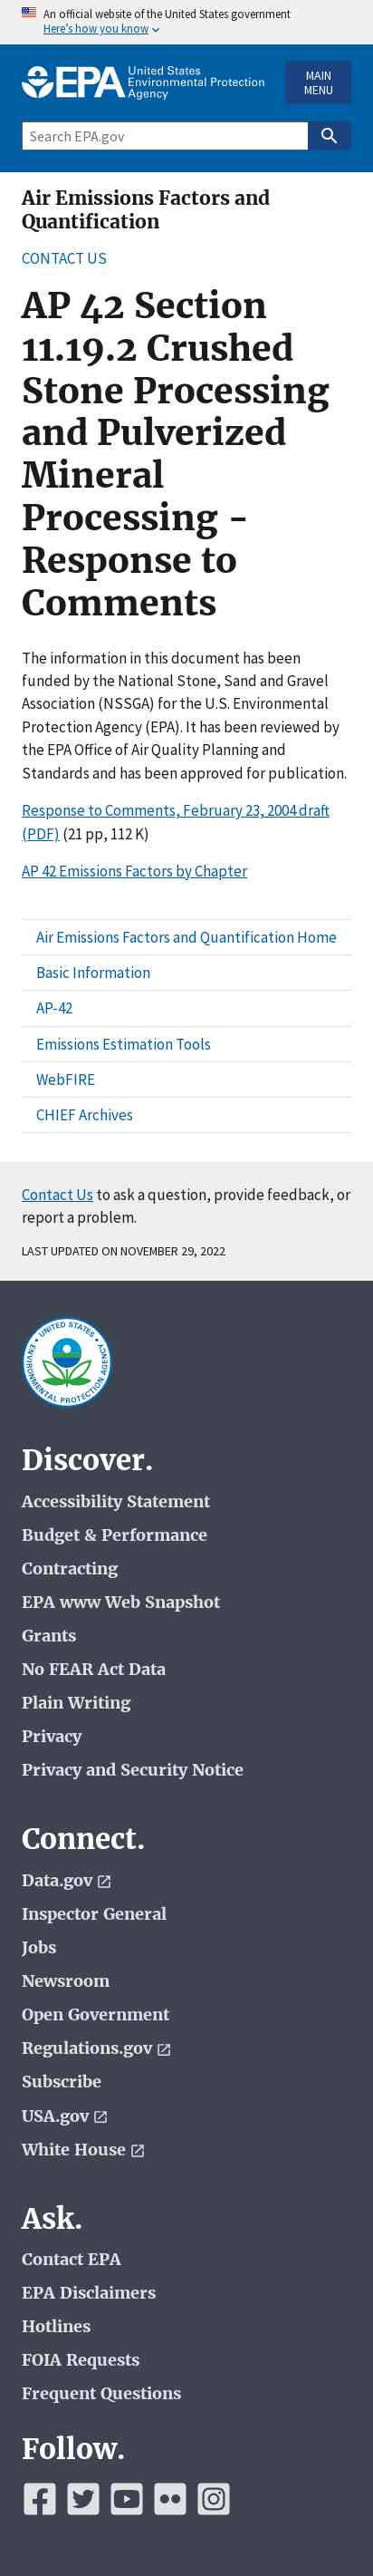 An official website of the United States government
Here's how you know
EPA United States
Environmental Protection
Agency
MAIN
MENU
Search EPA.gov
Air Emissions Factors and
Quantification
CONTACT US
AP 42 Section
11.19.2 Crushed
Stone Processing
and Pulverized
Mineral
Processing -
Response to
Comments
The information in this document has been
funded by the National Stone, Sand and Gravel
Association (NSSGA) for the U.S. Environmental
Protection Agency (EPA). It has been reviewed by
the EPA Office of Air Quality Planning and
Standards and has been approved for publication.
Response to Comments, February 23, 2004 draft
(PDF) (21 pp, 112 K)
AP 42 Emissions Factors by Chapter
Air Emissions Factors and Quantification Home
Basic Information
AP-42
Emissions Estimation Tools
WebFIRE
CHIEF Archives
Contact Us to ask a question, provide feedback, or
report a problem.
LAST UPDATED ON NOVEMBER 29, 2022
UNITED STATES
ENVIRONMENTAL PROTECTION AGENCY
Discover.
Accessibility Statement
Budget & Performance
Contracting
EPA www Web Snapshot
Grants
No FEAR Act Data
Plain Writing
Privacy
Privacy and Security Notice
Connect.
Data.gov
Inspector General
Jobs
Newsroom
Open Government
Regulations.gov
Subscribe
USA.gov
White House
Ask.
Contact EPA
EPA Disclaimers
Hotlines
FOIA Requests
Frequent Questions
Follow.